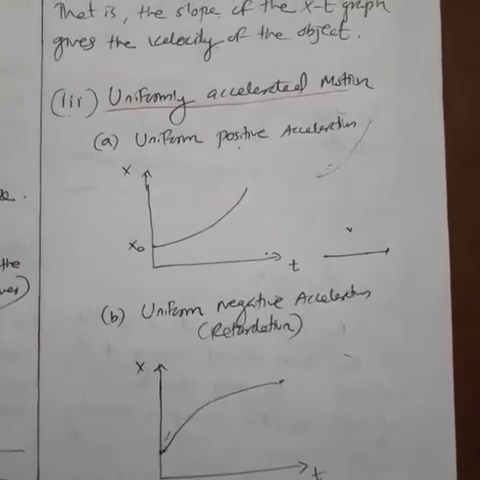 That is, the slope of the x-t graph
gives the velocity of the object.
(iii) Uniformly accelerated Motion
(a) Uniform positive Acceleration
x
x₀
t
the
(b) Uniform negative Acceleration
(Retardation)
x
t